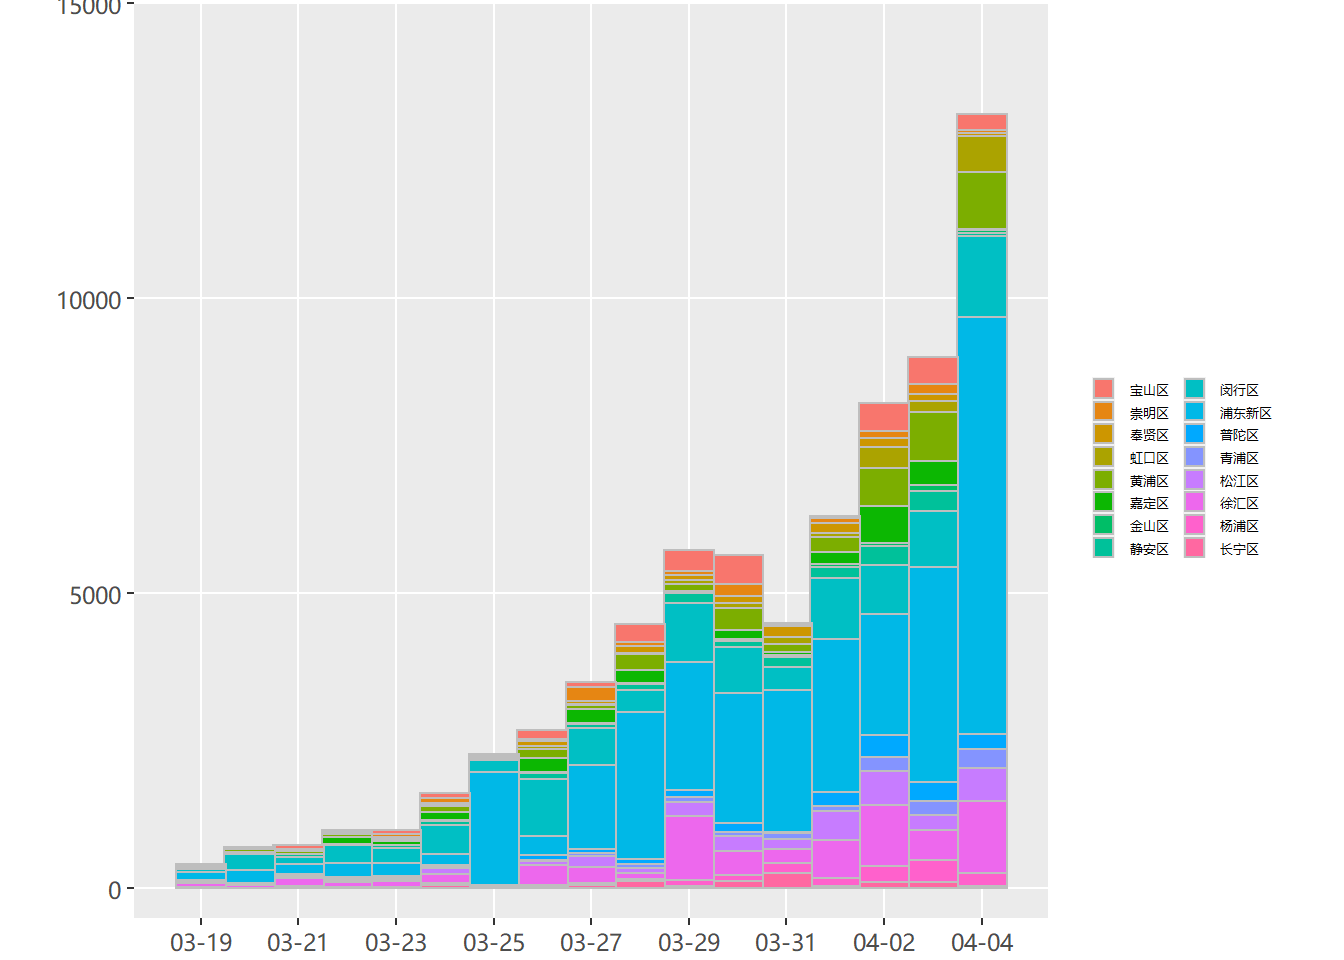 15000
10000
5000
0
03-19 03-21 03-23 03-25 03-27 03-29 03-31 04-02 04-04
宝山区 闵行区
崇明区 浦东新区
奉贤区 普陀区
虹口区 青浦区
黄浦区 松江区
嘉定区 徐汇区
金山区 杨浦区
静安区 长宁区